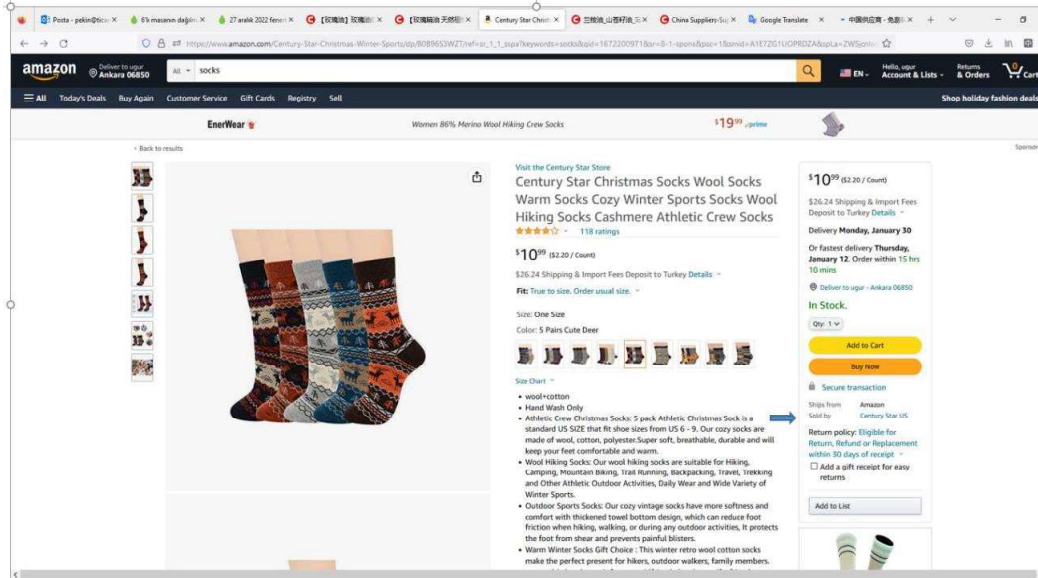 Posta - pekin@tica
6'lı masanın dağılm
27 aralık 2022 fener
Century Star Christ
China Suppliers-Sup
Google Translate
https://www.amazon.com/Century-Star-Christmas-Winter-Sports/dp/B0896S3WZT/ref=sr_1_1_sspa?keywords=socks&qid=1672200971&sr=8-1-spons&psc=1
amazon
Deliver to ugur
Ankara 06850
All
socks
EN
Hello, ugur
Account & Lists
Returns
& Orders
0
Cart
All Today's Deals Buy Again Customer Service Gift Cards Registry Sell
Shop holiday fashion deals
EnerWear
Women 86% Merino Wool Hiking Crew Socks
$19.99 prime
‹ Back to results
Sponsor
Visit the Century Star Store
Century Star Christmas Socks Wool Socks
Warm Socks Cozy Winter Sports Socks Wool
Hiking Socks Cashmere Athletic Crew Socks
118 ratings
$10.99 ($2.20 / Count)
$26.24 Shipping & Import Fees Deposit to Turkey Details
Fit: True to size. Order usual size.
Size: One Size
Color: 5 Pairs Cute Deer
Size Chart
• wool+cotton
• Hand Wash Only
• Athletic Crew Christmas Socks: 5 pack Athletic Christmas Sock is a
standard US SIZE that fit shoe sizes from US 6 - 9. Our cozy socks are
made of wool, cotton, polyester.Super soft, breathable, durable and will
keep your feet comfortable and warm.
• Wool Hiking Socks: Our wool hiking socks are suitable for Hiking,
Camping, Mountain Biking, Trail Running, Backpacking, Travel, Trekking
and Other Athletic Outdoor Activities, Daily Wear and Wide Variety of
Winter Sports.
• Outdoor Sports Socks: Our cozy vintage socks have more softness and
comfort with thickened towel bottom design, which can reduce foot
friction when hiking, walking, or during any outdoor activities, It protects
the foot from shear and prevents painful blisters.
• Warm Winter Socks Gift Choice : This winter retro wool cotton socks
make the perfect present for hikers, outdoor walkers, family members.
$10.99 ($2.20 / Count)
$26.24 Shipping & Import Fees
Deposit to Turkey Details
Delivery Monday, January 30
Or fastest delivery Thursday,
January 12. Order within 15 hrs
10 mins
Deliver to ugur - Ankara 06850
In Stock.
Qty: 1
Add to Cart
Buy Now
Secure transaction
Ships from Amazon
Sold by Century Star US
Return policy: Eligible for
Return, Refund or Replacement
within 30 days of receipt
Add a gift receipt for easy
returns
Add to List